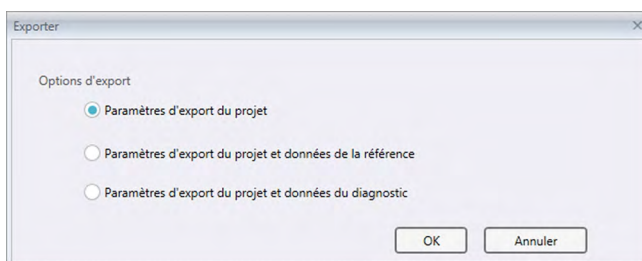 Exporter
Options d'export
Paramètres d'export du projet
Paramètres d'export du projet et données de la référence
Paramètres d'export du projet et données du diagnostic
OK Annuler